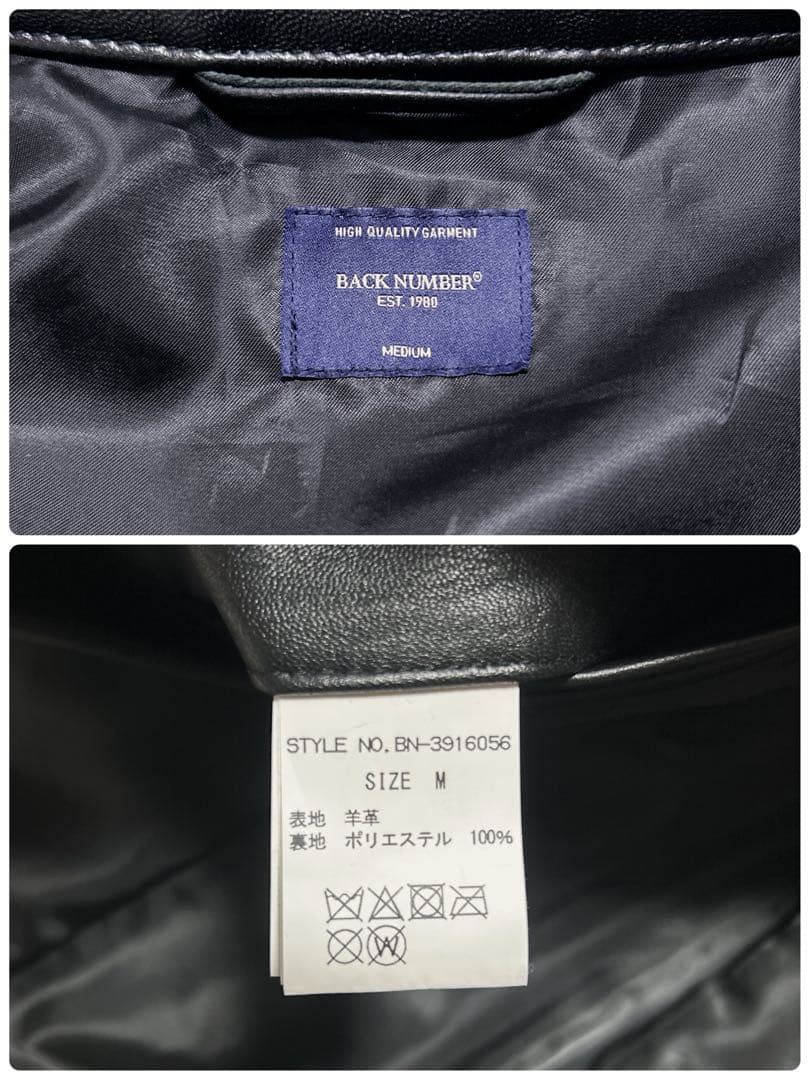 HIGH QUALITY GARMENT
BACK NUMBER®
EST. 1980
MEDIUM
STYLE NO. BN-3916056
SIZE M
表地 羊革
裏地 ポリエステル 100%
W